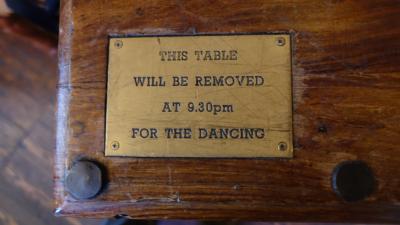 THIS TABLE
WILL BE REMOVED
AT 9.30pm
FOR THE DANCING